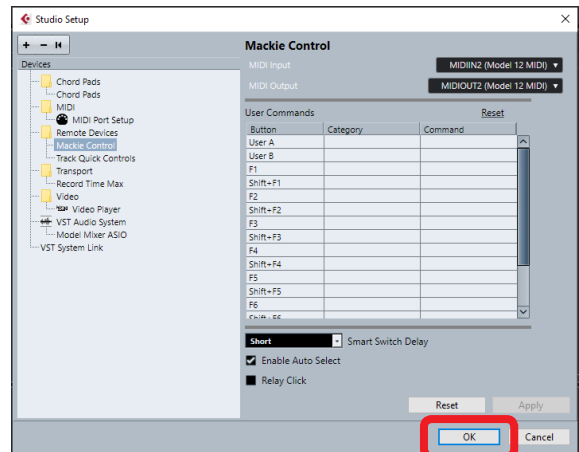 Studio Setup
Mackie Control
Devices
MIDI Input MIDIIN2 (Model 12 MIDI)
MIDI Output MIDIOUT2 (Model 12 MIDI)
Chord Pads
Chord Pads
MIDI
MIDI Port Setup
Remote Devices
Mackie Control
Track Quick Controls
Transport
Record Time Max
Video
Video Player
VST Audio System
Model Mixer ASIO
VST System Link
User Commands Reset
Button Category Command
User A
User B
F1
Shift+F1
F2
Shift+F2
F3
Shift+F3
F4
Shift+F4
F5
Shift+F5
F6
Shift+F6
Short Smart Switch Delay
Enable Auto Select
Relay Click
Reset Apply
OK Cancel